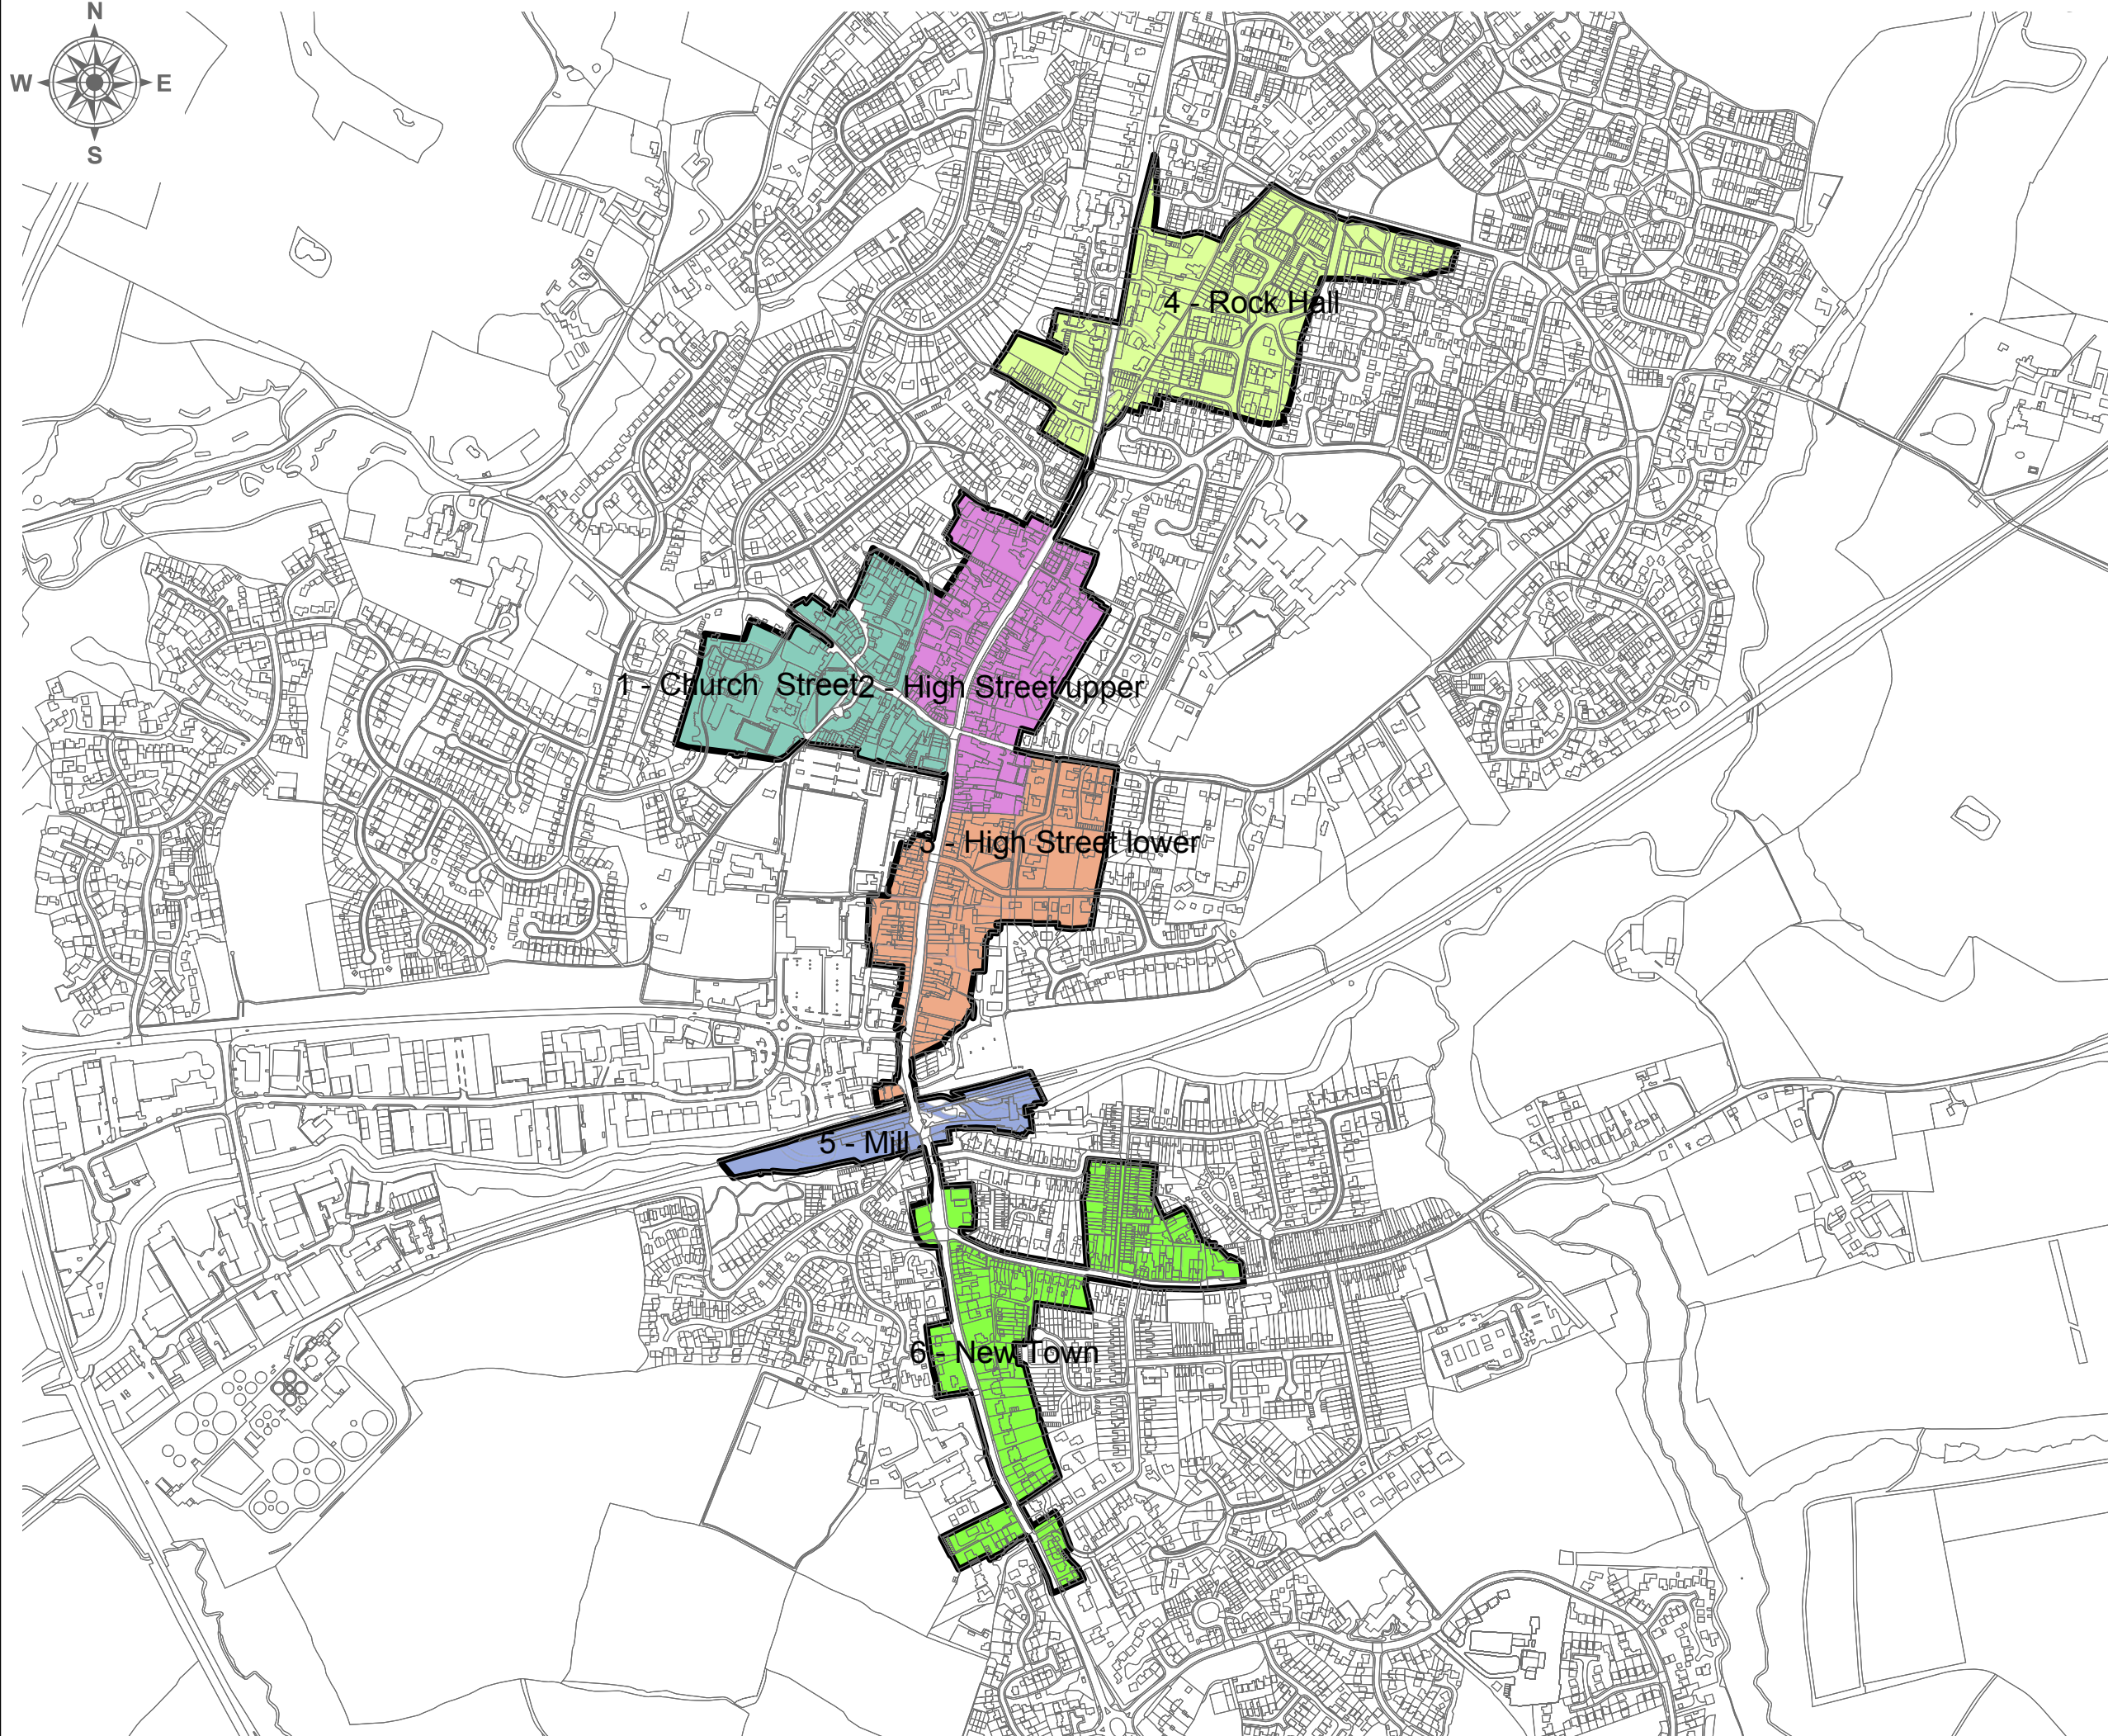 N
W E
S
4 - Rock Hall
1 - Church Street
2 - High Street upper
3 - High Street lower
5 - Mill
6 - New Town